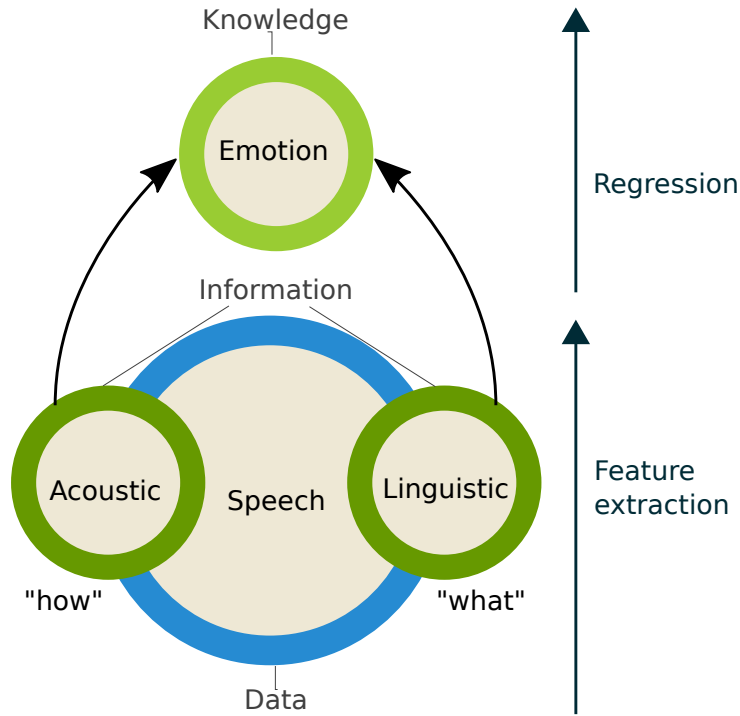 Knowledge
Emotion
Regression
Information
Acoustic
Speech
Linguistic
Feature
extraction
"how"
"what"
Data